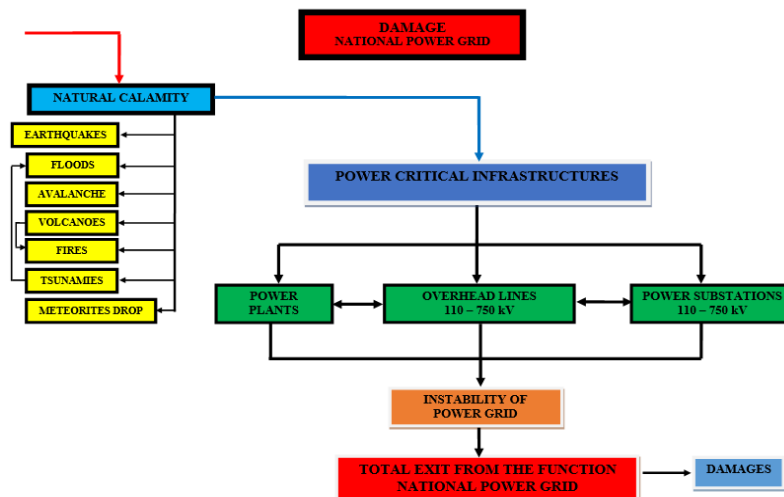 DAMAGE
NATIONAL POWER GRID
NATURAL CALAMITY
EARTHQUAKES
FLOODS
AVALANCHE
VOLCANOES
FIRES
TSUNAMIES
METEORITES DROP
POWER CRITICAL INFRASTRUCTURES
POWER
PLANTS
OVERHEAD LINES
110 – 750 kV
POWER SUBSTATIONS
110 – 750 kV
INSTABILITY OF
POWER GRID
TOTAL EXIT FROM THE FUNCTION
NATIONAL POWER GRID
DAMAGES